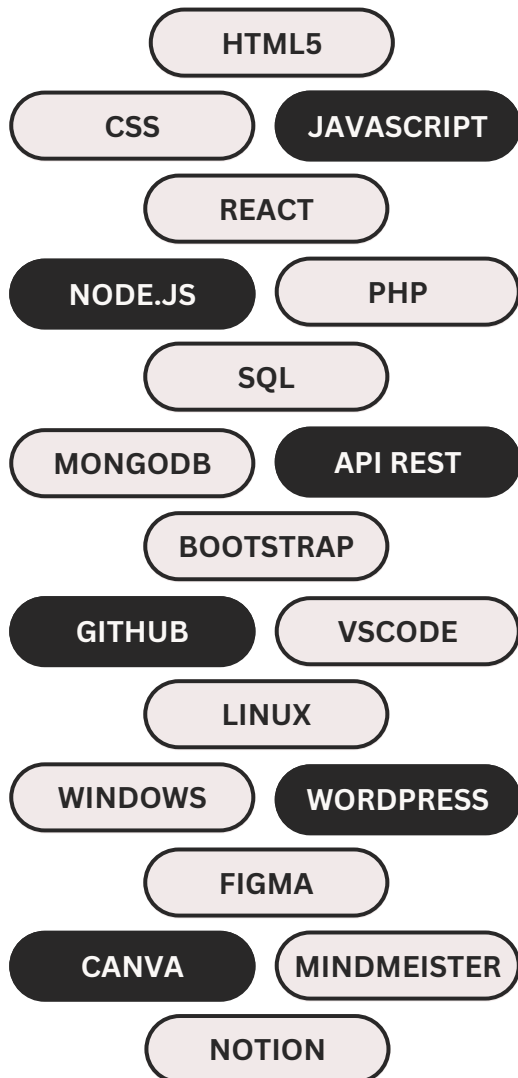 HTML5
CSS
JAVASCRIPT
REACT
NODE.JS
PHP
SQL
MONGODB
API REST
BOOTSTRAP
GITHUB
VSCODE
LINUX
WINDOWS
WORDPRESS
FIGMA
CANVA
MINDMEISTER
NOTION